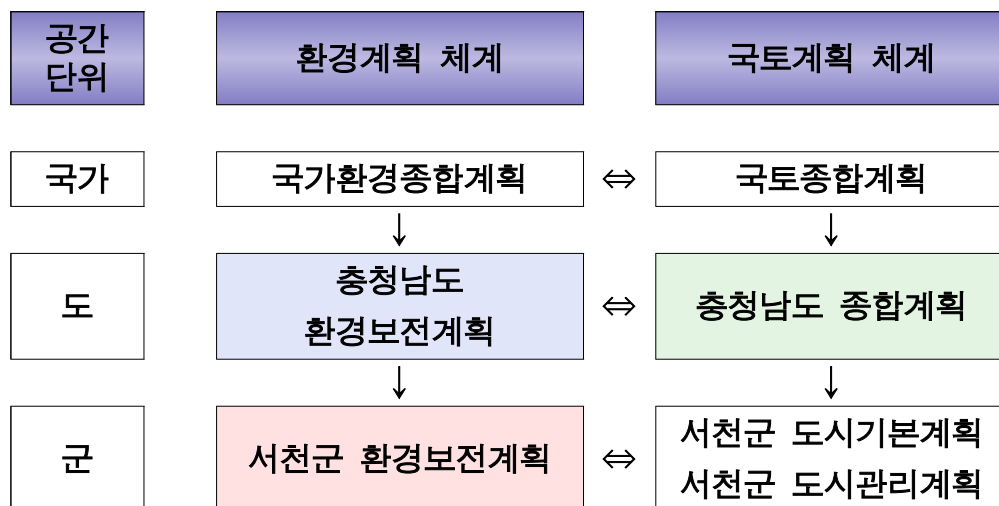 공간
단위
환경계획 체계
국토계획 체계
국가
국가환경종합계획
⇔
국토종합계획
↓
↓
도
충청남도
환경보전계획
⇔
충청남도 종합계획
↓
↓
군
서천군 환경보전계획
⇔
서천군 도시기본계획
서천군 도시관리계획